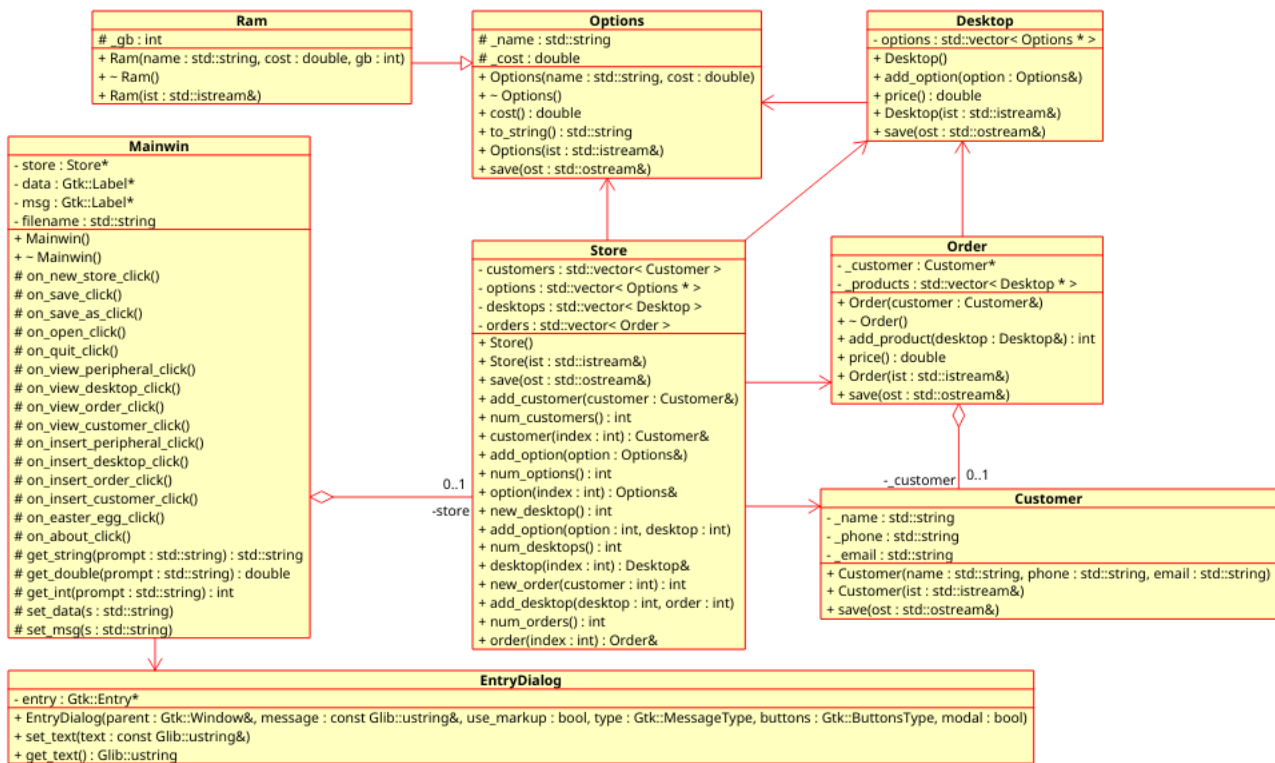 Ram
# _gb : int
+ Ram(name : std::string, cost : double, gb : int)
+ ~ Ram()
+ Ram(ist : std::istream&)
Options
# _name : std::string
# _cost : double
+ Options(name : std::string, cost : double)
+ ~ Options()
+ cost() : double
+ to_string() : std::string
+ Options(ist : std::istream&)
+ save(ost : std::ostream&)
Desktop
- options : std::vector< Options * >
+ Desktop()
+ add_option(option : Options&)
+ price() : double
+ Desktop(ist : std::istream&)
+ save(ost : std::ostream&)
Mainwin
- store : Store*
- data : Gtk::Label*
- msg : Gtk::Label*
- filename : std::string
+ Mainwin()
+ ~ Mainwin()
# on_new_store_click()
# on_save_click()
# on_save_as_click()
# on_open_click()
# on_quit_click()
# on_view_peripheral_click()
# on_view_desktop_click()
# on_view_order_click()
# on_view_customer_click()
# on_insert_peripheral_click()
# on_insert_desktop_click()
# on_insert_order_click()
# on_insert_customer_click()
# on_easter_egg_click()
# on_about_click()
# get_string(prompt : std::string) : std::string
# get_double(prompt : std::string) : double
# get_int(prompt : std::string) : int
# set_data(s : std::string)
# set_msg(s : std::string)
0..1
-store
Store
- customers : std::vector< Customer >
- options : std::vector< Options * >
- desktops : std::vector< Desktop >
- orders : std::vector< Order >
+ Store()
+ Store(ist : std::istream&)
+ save(ost : std::ostream&)
+ add_customer(customer : Customer&)
+ num_customers() : int
+ customer(index : int) : Customer&
+ add_option(option : Options&)
+ num_options() : int
+ option(index : int) : Options&
+ new_desktop() : int
+ add_option(option : int, desktop : int)
+ num_desktops() : int
+ desktop(index : int) : Desktop&
+ new_order(customer : int) : int
+ add_desktop(desktop : int, order : int)
+ num_orders() : int
+ order(index : int) : Order&
Order
- _customer : Customer*
- _products : std::vector< Desktop * >
+ Order(customer : Customer&)
+ ~ Order()
+ add_product(desktop : Desktop&) : int
+ price() : double
+ Order(ist : std::istream&)
+ save(ost : std::ostream&)
-_customer 0..1
Customer
- _name : std::string
- _phone : std::string
- _email : std::string
+ Customer(name : std::string, phone : std::string, email : std::string)
+ Customer(ist : std::istream&)
+ save(ost : std::ostream&)
EntryDialog
- entry : Gtk::Entry*
+ EntryDialog(parent : Gtk::Window&, message : const Glib::ustring&, use_markup : bool, type : Gtk::MessageType, buttons : Gtk::ButtonsType, modal : bool)
+ set_text(text : const Glib::ustring&)
+ get_text() : Glib::ustring